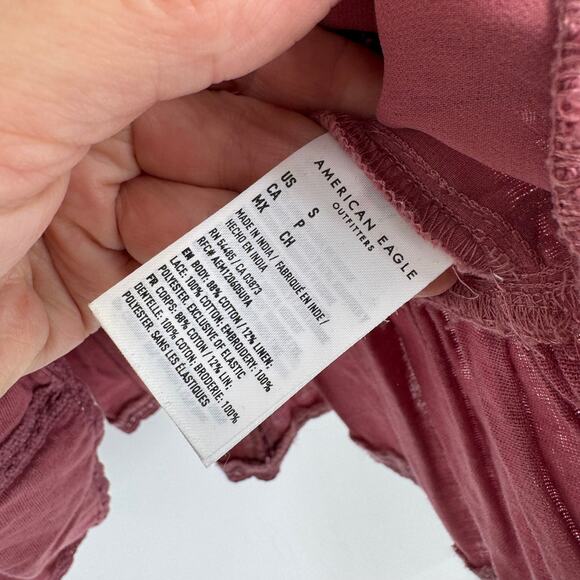 AMERICAN EAGLE
OUTFITTERS
US S
CA P
MX CH
MADE IN INDIA / FABRIQUÉ EN INDE /
HECHO EN INDIA
RN 54485 / CA 03973
EN BODY: 88% COTTON / 12% LINEN;
LACE: 100% COTTON; EMBROIDERY: 100%
POLYESTER. EXCLUSIVE OF ELASTIC
FR CORPS: 88% COTON / 12% LIN;
DENTELLE: 100% COTON; BRODERIE: 100%
POLYESTER. SANS LES ÉLASTIQUES